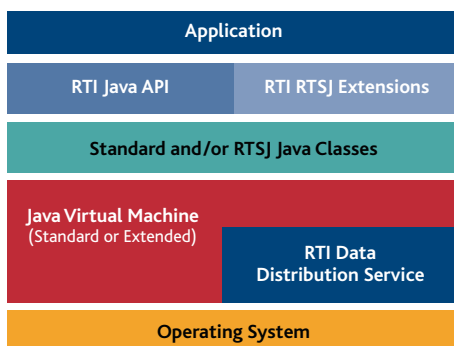 Application
RTI Java API
RTI RTSJ Extensions
Standard and/or RTSJ Java Classes
Java Virtual Machine
(Standard or Extended)
RTI Data
Distribution Service
Operating System